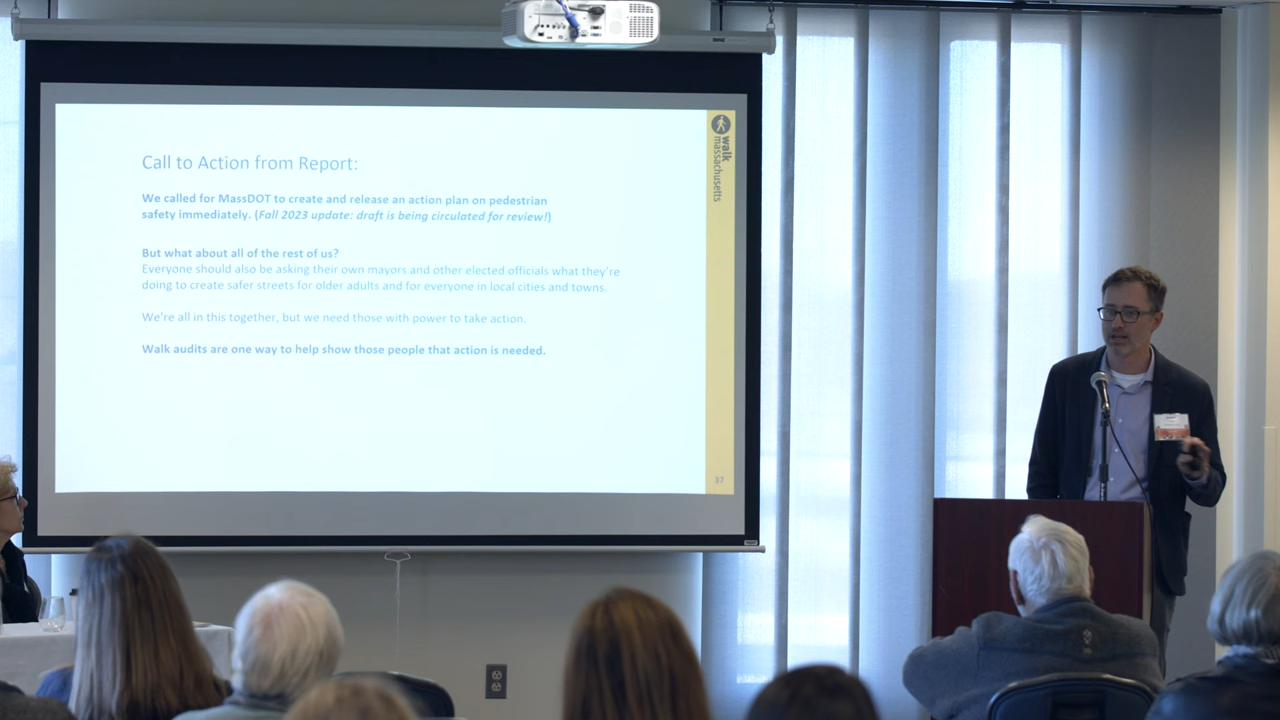 Call to Action from Report:
We called for MassDOT to create and release an action plan on pedestrian
safety immediately. (Fall 2023 update: draft is being circulated for review!)
But what about all of the rest of us?
Everyone should also be asking their own mayors and other elected officials what they're
doing to create safer streets for older adults and for everyone in local cities and towns.
We're all in this together, but we need those with power to take action.
Walk audits are one way to help show those people that action is needed.
walk
massachusetts
37